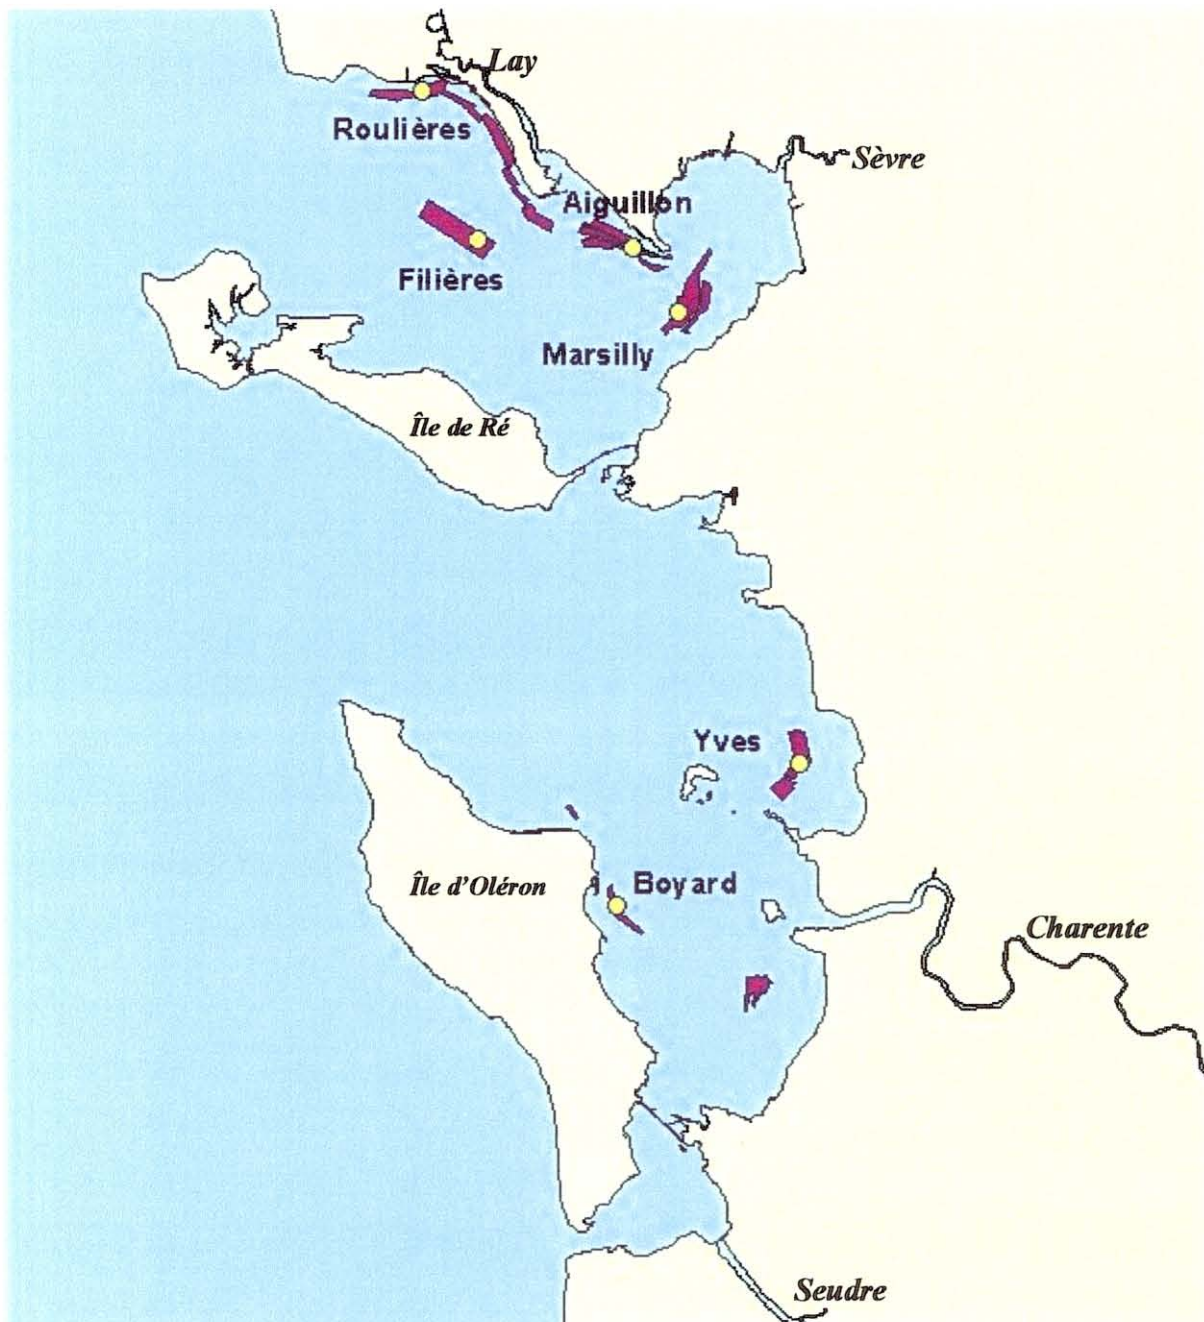 Lay
Roulières
Sèvre
Aiguillon
Filières
Marsilly
Île de Ré
Yves
Île d'Oléron
Boyard
Charente
Seudre